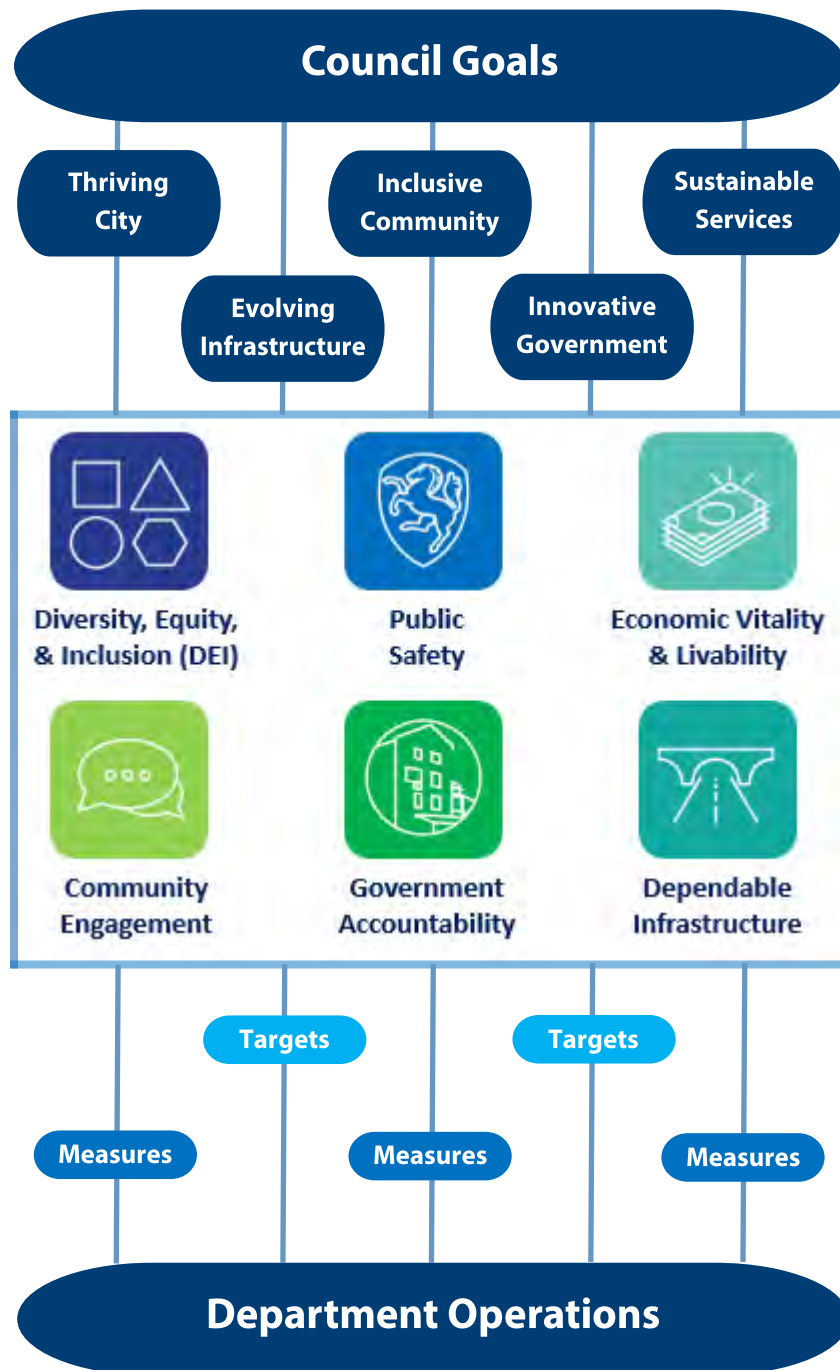 Council Goals
Thriving
City
Inclusive
Community
Sustainable
Services
Evolving
Infrastructure
Innovative
Government
Diversity, Equity,
& Inclusion (DEI)
Public
Safety
Economic Vitality
& Livability
Community
Engagement
Government
Accountability
Dependable
Infrastructure
Targets
Targets
Measures
Measures
Measures
Department Operations